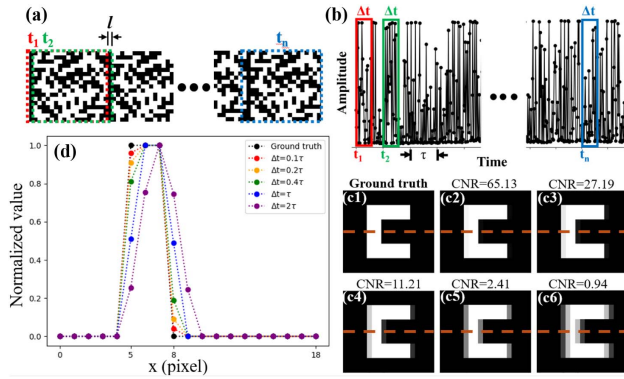 (a)
l
t1 t2
tn
(b)
Δt
Δt
Δt
Amplitude
t1
t2
τ
tn
Time
(d)
Normalized value
1.0
0.8
0.6
0.4
0.2
0.0
0
5
8
18
x (pixel)
Ground truth
Δt=0.1τ
Δt=0.2τ
Δt=0.4τ
Δt=τ
Δt=2τ
Ground truth
CNR=65.13
CNR=27.19
(c1)
(c2)
(c3)
CNR=11.21
CNR=2.41
CNR=0.94
(c4)
(c5)
(c6)